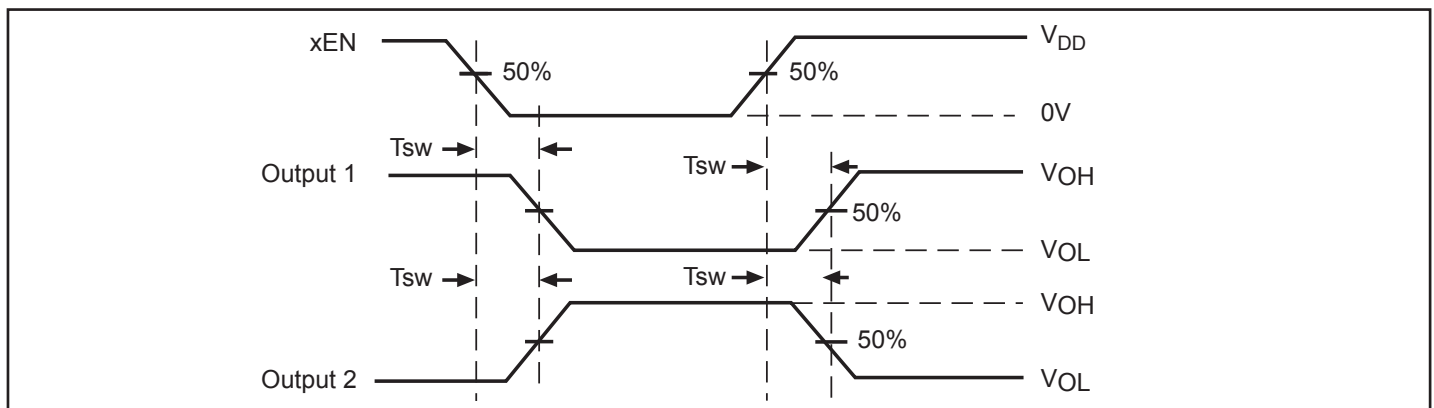 xEN
VDD
50%
50%
0V
Tsw
Tsw
Output 1
VOH
50%
VOL
Tsw
Tsw
VOH
50%
Output 2
VOL